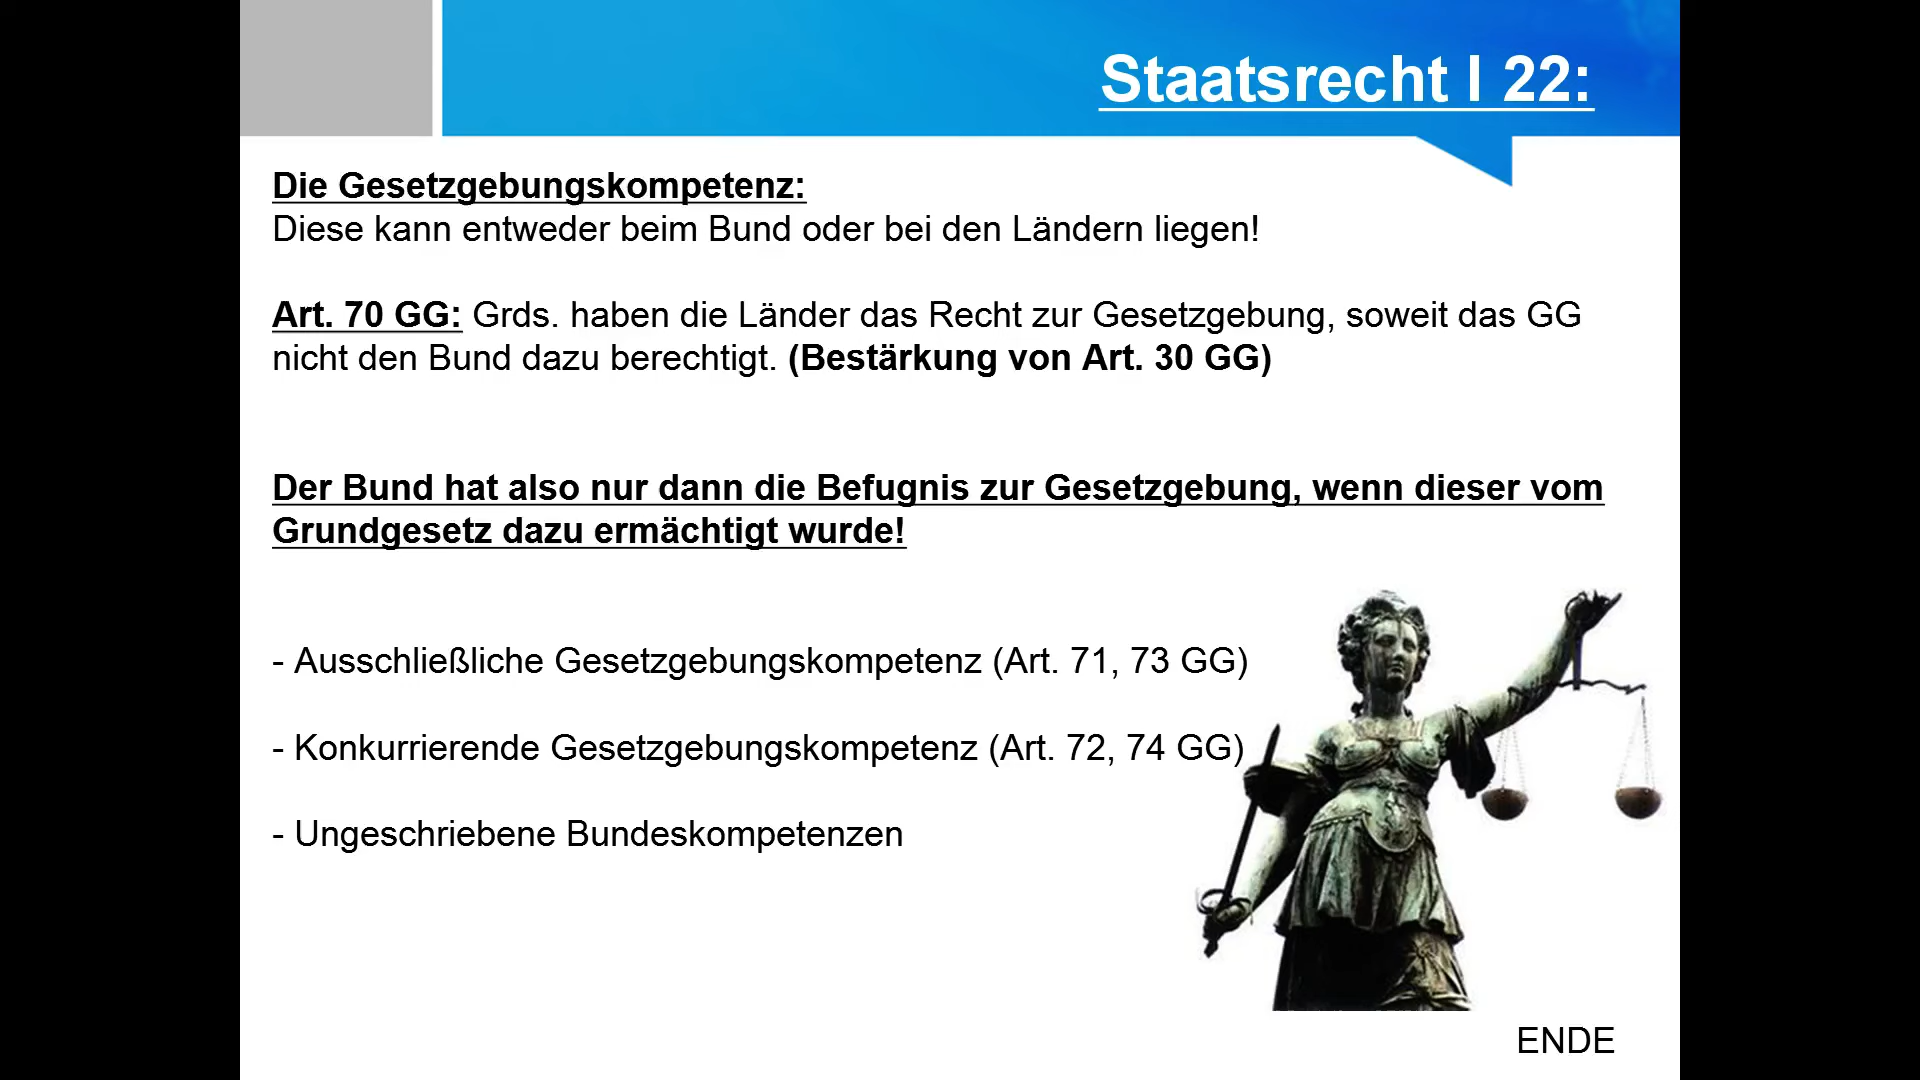 Staatsrecht I 22:
Die Gesetzgebungskompetenz:
Diese kann entweder beim Bund oder bei den Ländern liegen!
Art. 70 GG: Grds. haben die Länder das Recht zur Gesetzgebung, soweit das GG
nicht den Bund dazu berechtigt. (Bestärkung von Art. 30 GG)
Der Bund hat also nur dann die Befugnis zur Gesetzgebung, wenn dieser vom
Grundgesetz dazu ermächtigt wurde!
- Ausschließliche Gesetzgebungskompetenz (Art. 71, 73 GG)
- Konkurrierende Gesetzgebungskompetenz (Art. 72, 74 GG)
- Ungeschriebene Bundeskompetenzen
ENDE